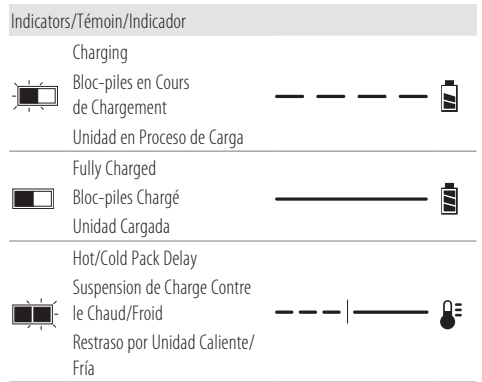 Indicators/Témoin/Indicador
Charging
Bloc-piles en Cours
de Chargement
Unidad en Proceso de Carga
Fully Charged
Bloc-piles Chargé
Unidad Cargada
Hot/Cold Pack Delay
Suspension de Charge Contre
le Chaud/Froid
Restraso por Unidad Caliente/
Fría